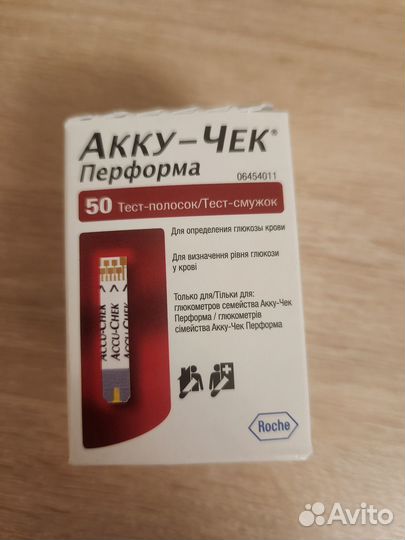 Акку-Чек®
Перформа
06454011
50 Тест-полосок/Тест-смужок
Для определения глюкозы крови
Для визначення рівня глюкози
у крові
Только для/Тільки для:
глюкометров семейства Акку-Чек
Перформа / глюкометрів
сімейства Акку-Чек Перформа
ACCU-CHEK
ACCU-CHEK
ACCU-CHEK
Roche
Avito